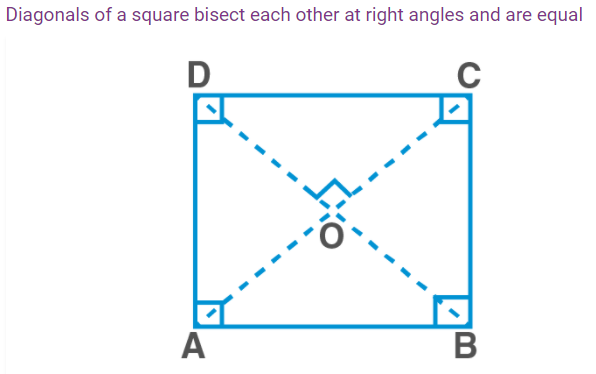 Diagonals of a square bisect each other at right angles and are equal
D C
O
A B